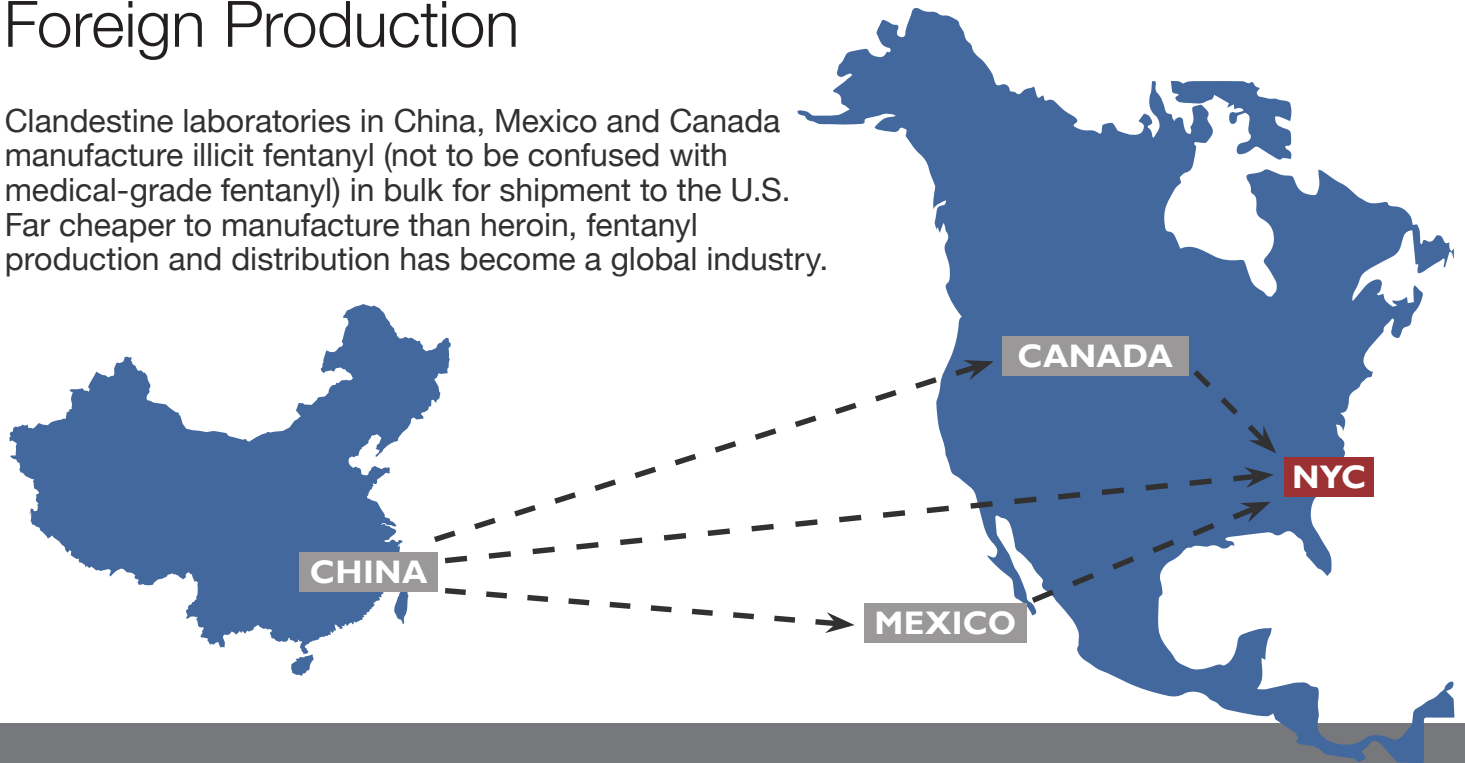 Foreign Production
Clandestine laboratories in China, Mexico and Canada
manufacture illicit fentanyl (not to be confused with
medical-grade fentanyl) in bulk for shipment to the U.S.
Far cheaper to manufacture than heroin, fentanyl
production and distribution has become a global industry.
CANADA
NYC
CHINA
MEXICO